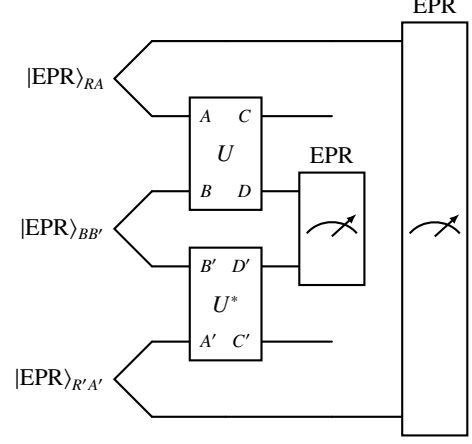 EPR
|EPR⟩RA
A C
U
B D
EPR
|EPR⟩BB′
B′ D′
U*
A′ C′
|EPR⟩R′A′